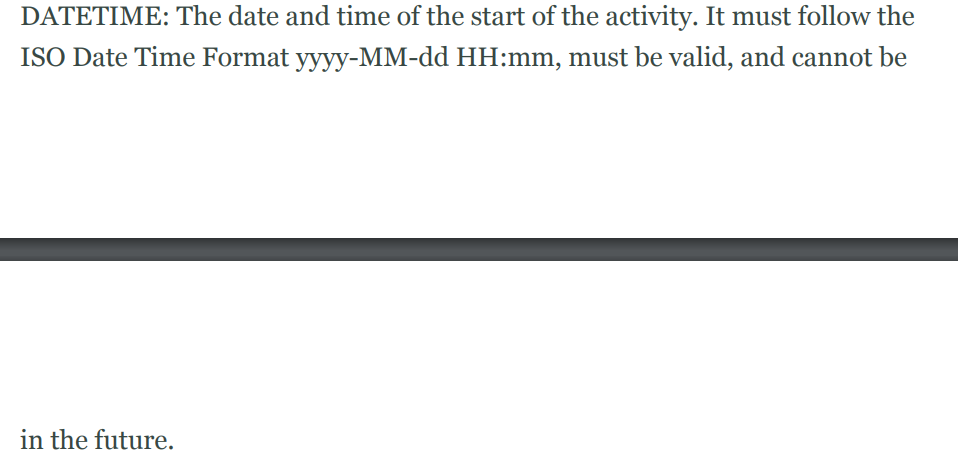 DATETIME: The date and time of the start of the activity. It must follow the
ISO Date Time Format yyyy-MM-dd HH:mm, must be valid, and cannot be
in the future.